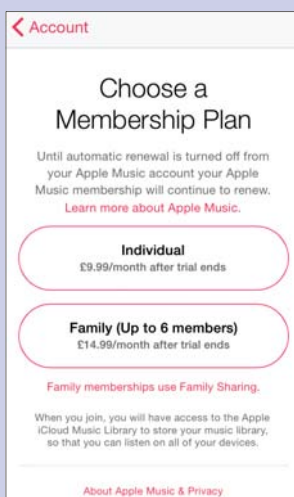 Account
Choose a
Membership Plan
Until automatic renewal is turned off from
your Apple Music account your Apple
Music membership will continue to renew.
Learn more about Apple Music.
Individual
£9.99/month after trial ends
Family (Up to 6 members)
£14.99/month after trial ends
Family memberships use Family Sharing.
When you join, you will have access to the Apple
iCloud Music Library to store your music library,
so that you can listen on all of your devices.
About Apple Music & Privacy